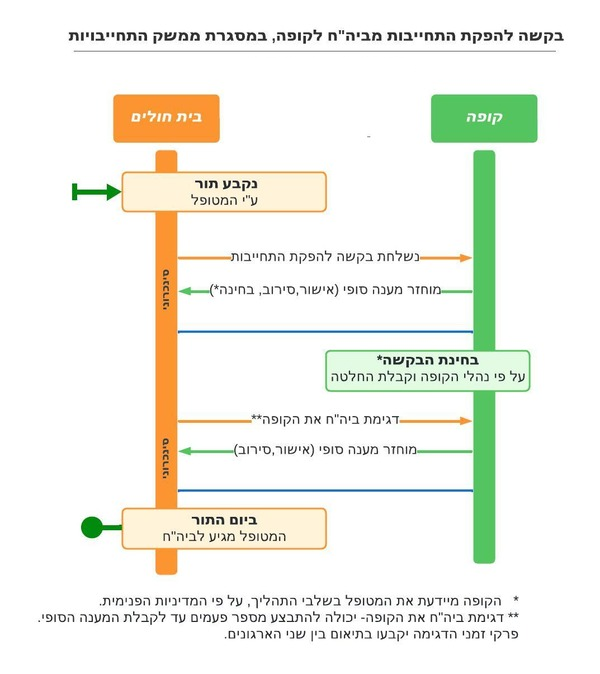 בקשה להפקת התחייבות מביה"ח לקופה, במסגרת ממשק התחייבויות
קופה
בית חולים
נקבע תור
ע"י המטופל
נשלחת בקשה להפקת התחייבות
סינכרוני
מוחזר מענה סופי (אישור,סירוב, בחינה*)
בחינת הבקשה*
על פי נהלי הקופה וקבלת החלטה
דגימת ביה"ח את הקופה**
סינכרוני
מוחזר מענה סופי (אישור,סירוב)
ביום התור
המטופל מגיע לביה"ח
* הקופה מיידעת את המטופל בשלבי התהליך, על פי המדיניות הפנימית.
** דגימת ביה"ח את הקופה- יכולה להתבצע מספר פעמים עד לקבלת המענה הסופי.
פרקי זמני הדגימה יקבעו בתיאום בין שני הארגונים.